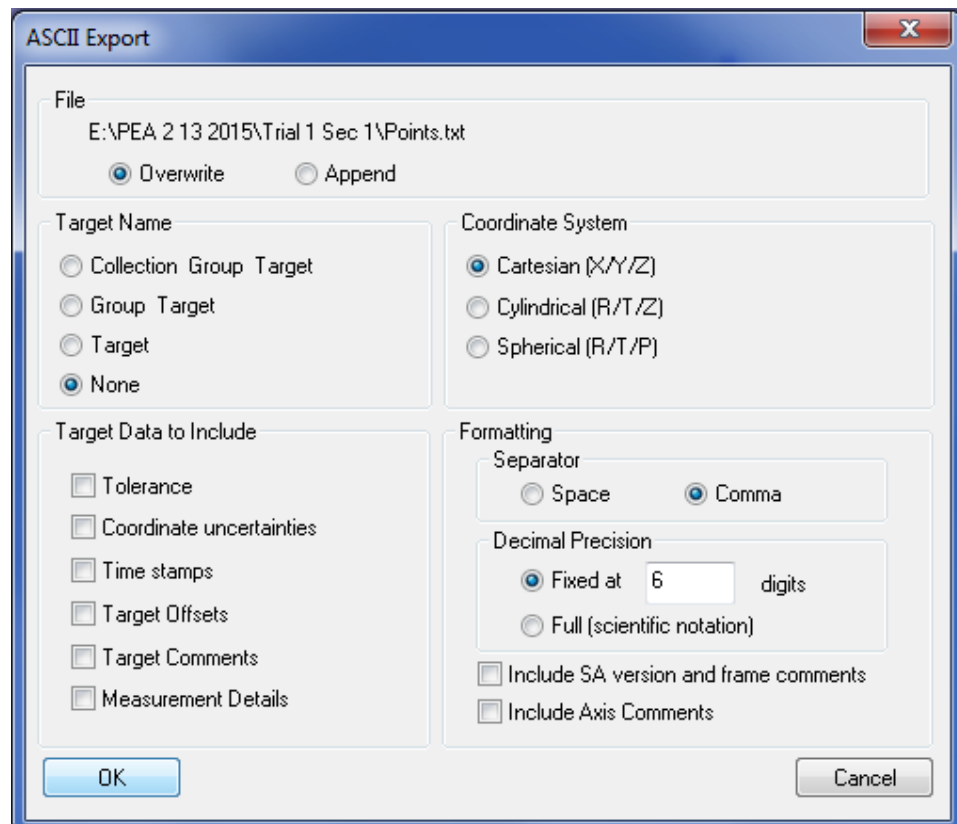 ASCII Export
File
E:\PEA 2 13 2015\Trial 1 Sec 1\Points.txt
Overwrite Append
Target Name
Collection Group Target
Group Target
Target
None
Coordinate System
Cartesian (X/Y/Z)
Cylindrical (R/T/Z)
Spherical (R/T/P)
Target Data to Include
Tolerance
Coordinate uncertainties
Time stamps
Target Offsets
Target Comments
Measurement Details
Formatting
Separator
Space Comma
Decimal Precision
Fixed at 6 digits
Full (scientific notation)
Include SA version and frame comments
Include Axis Comments
OK Cancel